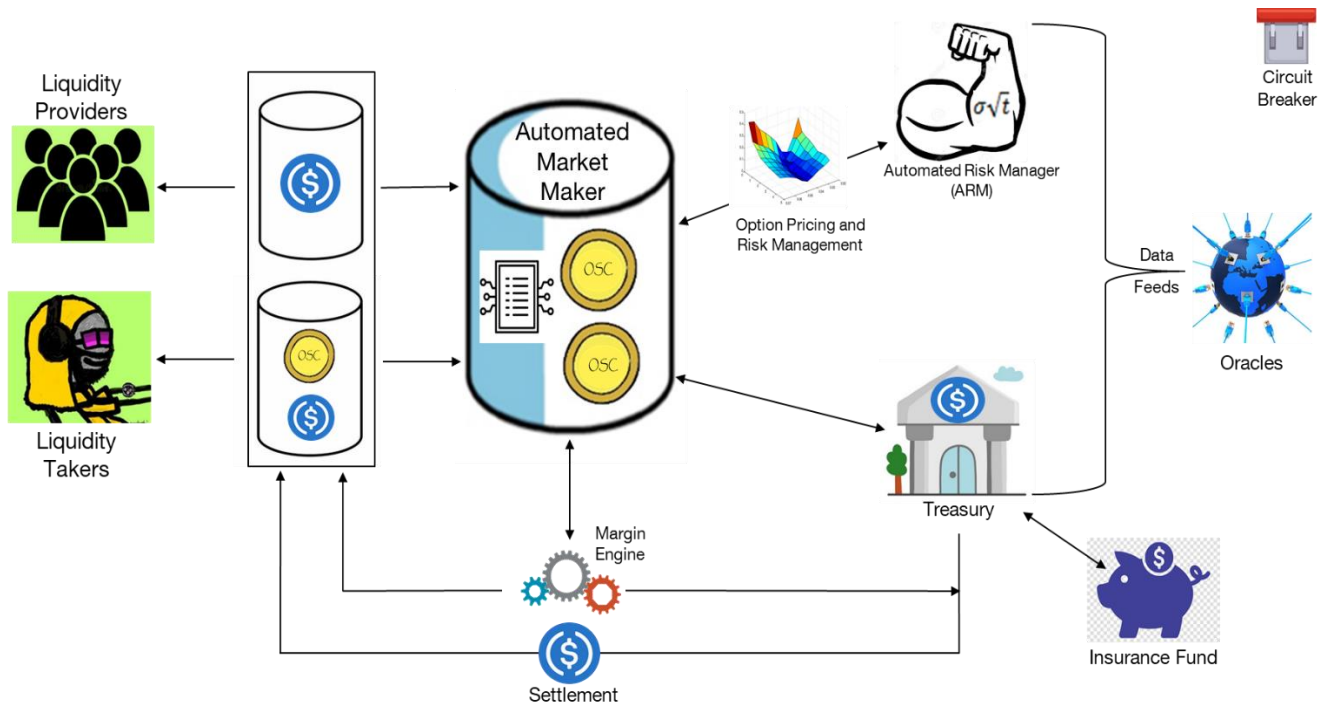 Liquidity
Providers
$
Automated
Market
Maker
OSC
OSC
Option Pricing and
Risk Management
σ√t
Automated Risk Manager
(ARM)
Circuit
Breaker
Data
Feeds
Oracles
Liquidity
Takers
OSC
$
$
Treasury
Margin
Engine
$
Settlement
$
Insurance Fund